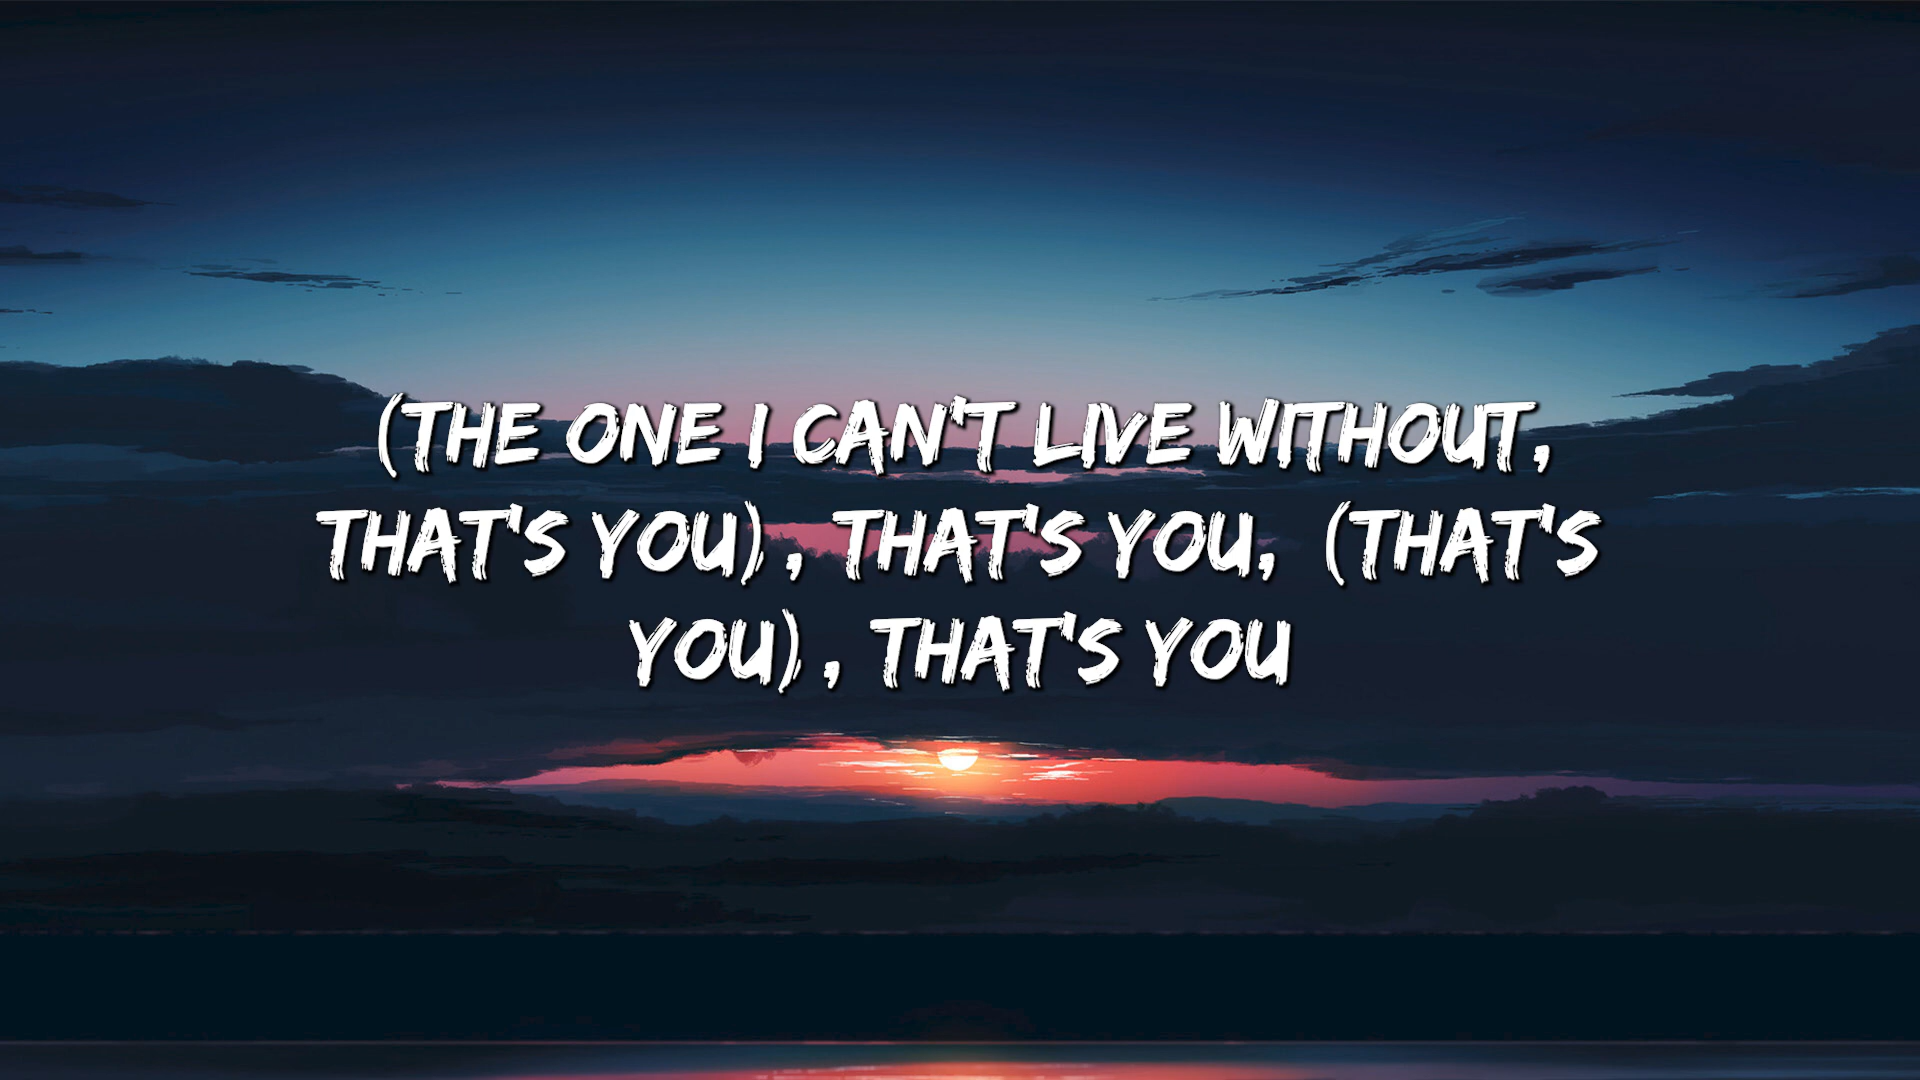 (THE ONE I CAN'T LIVE WITHOUT,
THAT'S YOU), THAT'S YOU, (THAT'S
YOU), THAT'S YOU